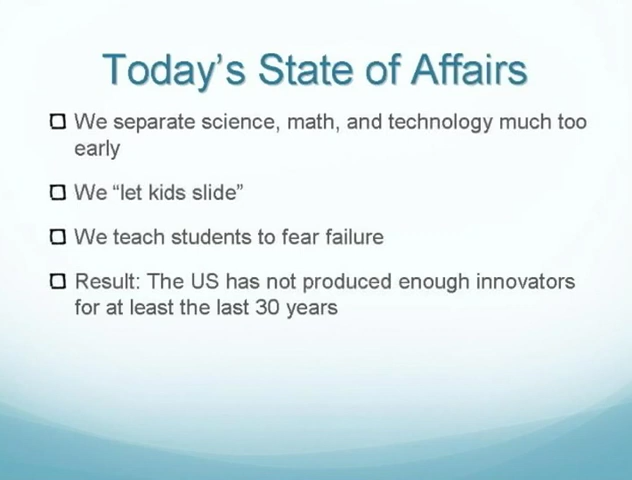 Today's State of Affairs
We separate science, math, and technology much too
early
We “let kids slide”
We teach students to fear failure
Result: The US has not produced enough innovators
for at least the last 30 years